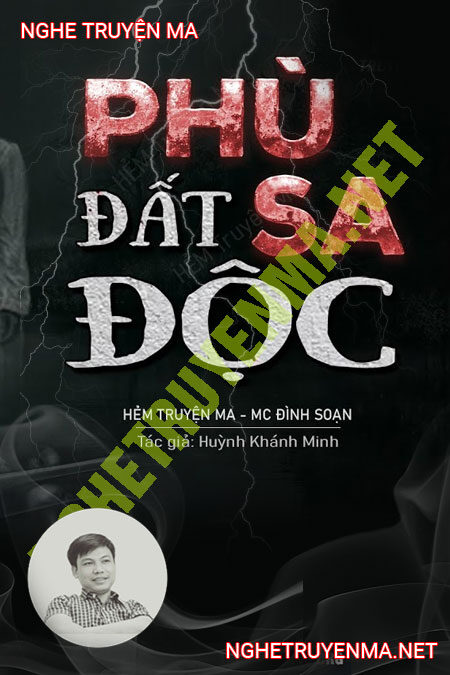 NGHE TRUYỆN MA
PHÙ
ĐẤT SA
ĐỘC
NGHETRUYENMA.NET
HẺM TRUYỆN MA - MC ĐÌNH SOẠN
Tác giả: Huỳnh Khánh Minh
NGHETRUYENMA.NET